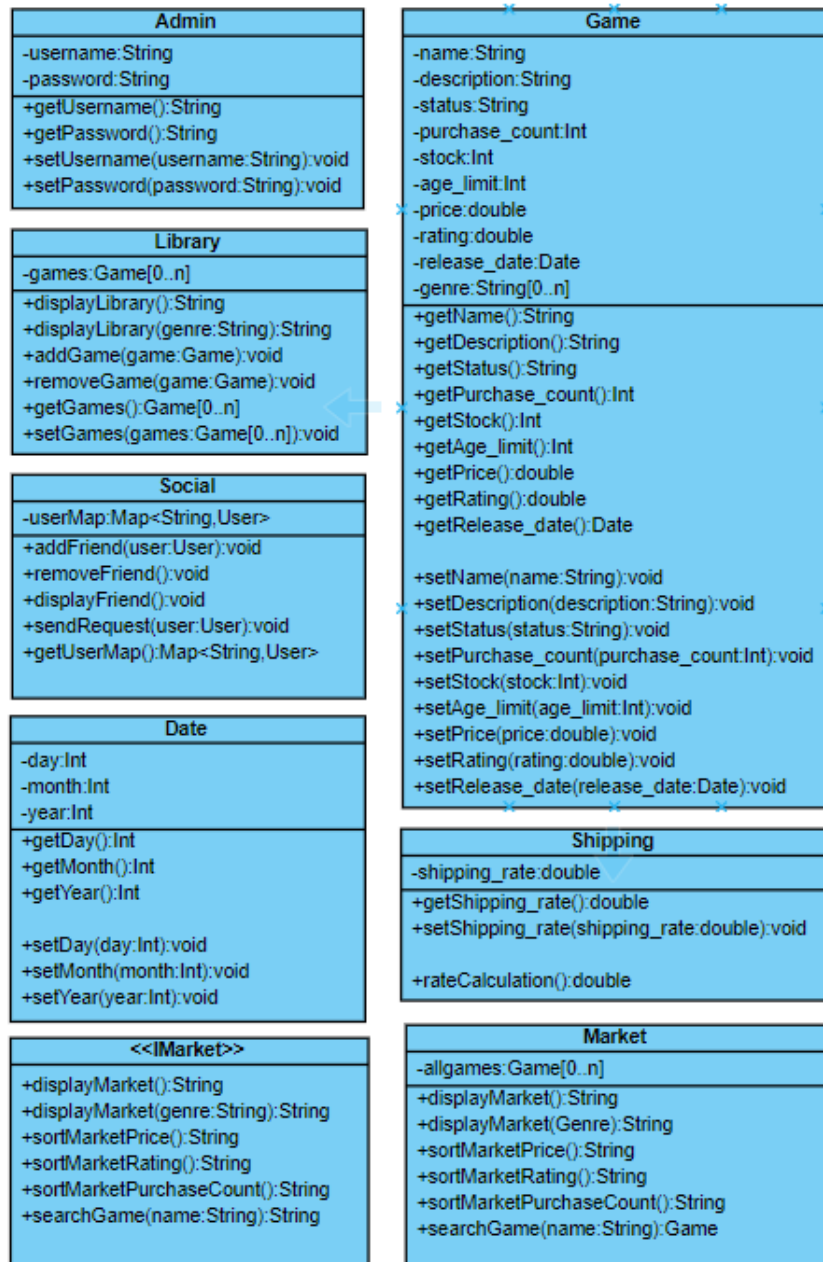 Admin
-username:String
-password:String
+getUsername():String
+getPassword():String
+setUsername(username:String):void
+setPassword(password:String):void
Library
-games:Game[0..n]
+displayLibrary():String
+displayLibrary(genre:String):String
+addGame(game:Game):void
+removeGame(game:Game):void
+getGames():Game[0..n]
+setGames(games:Game[0..n]):void
Social
-userMap:Map<String,User>
+addFriend(user:User):void
+removeFriend():void
+displayFriend():void
+sendRequest(user:User):void
+getUserMap():Map<String,User>
Date
-day:Int
-month:Int
-year:Int
+getDay():Int
+getMonth():Int
+getYear():Int
+setDay(day:Int):void
+setMonth(month:Int):void
+setYear(year:Int):void
<<IMarket>>
+displayMarket():String
+displayMarket(genre:String):String
+sortMarketPrice():String
+sortMarketRating():String
+sortMarketPurchaseCount():String
+searchGame(name:String):String
Game
-name:String
-description:String
-status:String
-purchase_count:Int
-stock:Int
-age_limit:Int
-price:double
-rating:double
-release_date:Date
-genre:String[0..n]
+getName():String
+getDescription():String
+getStatus():String
+getPurchase_count():Int
+getStock():Int
+getAge_limit():Int
+getPrice():double
+getRating():double
+getRelease_date():Date
+setName(name:String):void
+setDescription(description:String):void
+setStatus(status:String):void
+setPurchase_count(purchase_count:Int):void
+setStock(stock:Int):void
+setAge_limit(age_limit:Int):void
+setPrice(price:double):void
+setRating(rating:double):void
+setRelease_date(release_date:Date):void
Shipping
-shipping_rate:double
+getShipping_rate():double
+setShipping_rate(shipping_rate:double):void
+rateCalculation():double
Market
-allgames:Game[0..n]
+displayMarket():String
+displayMarket(Genre):String
+sortMarketPrice():String
+sortMarketRating():String
+sortMarketPurchaseCount():String
+searchGame(name:String):Game